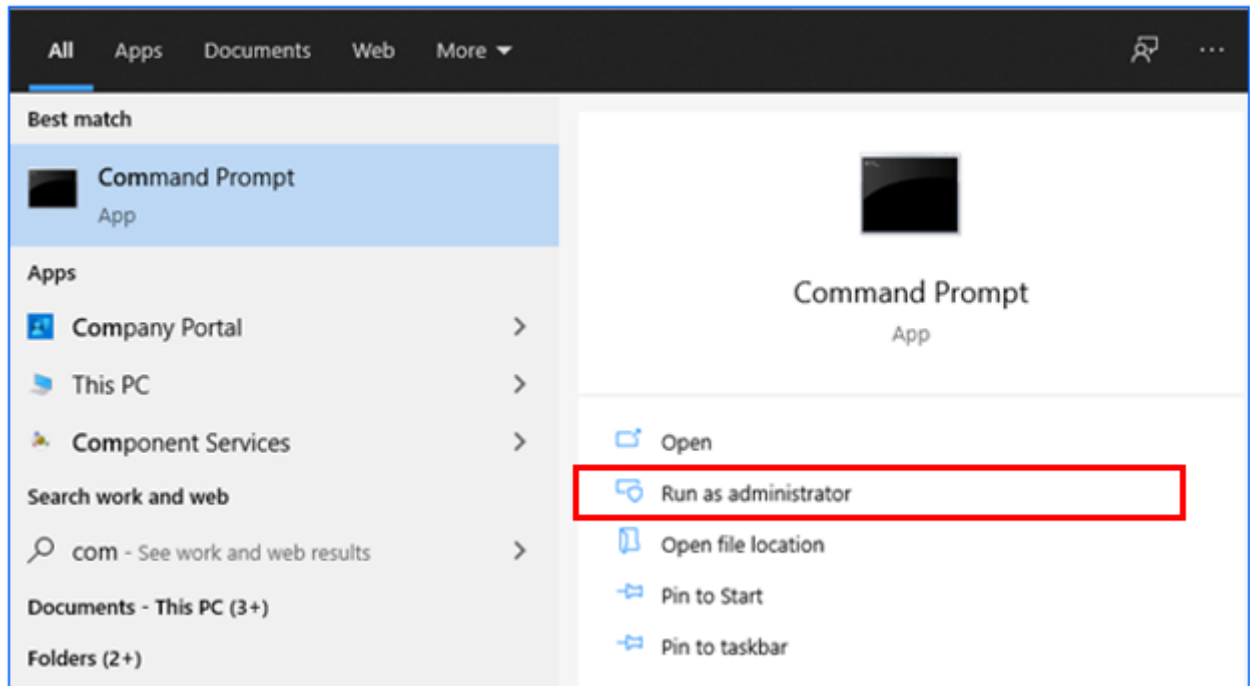 All Apps Documents Web More
Best match
Command Prompt
App
Apps
Company Portal
This PC
Component Services
Search work and web
com - See work and web results
Documents - This PC (3+)
Folders (2+)
Command Prompt
App
Open
Run as administrator
Open file location
Pin to Start
Pin to taskbar